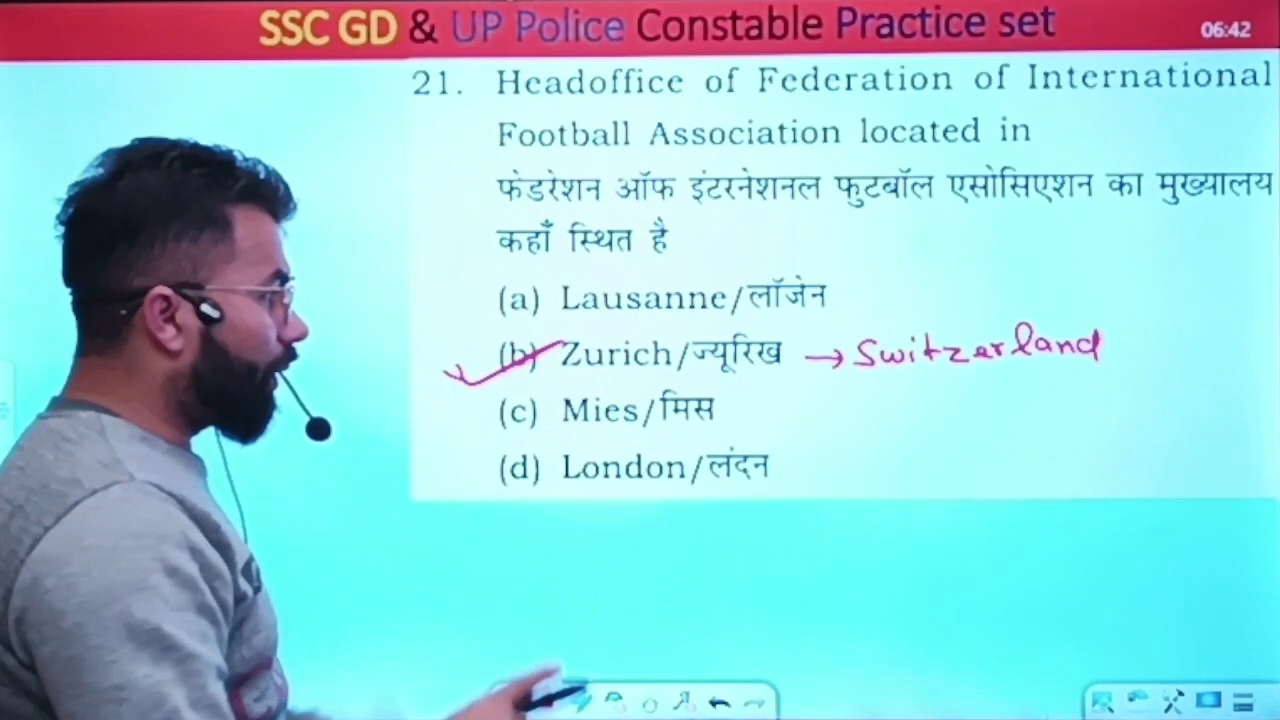 SSC GD & UP Police Constable Practice set
06:42
21. Headoffice of Federation of International
Football Association located in
फेडरेशन ऑफ इंटरनेशनल फुटबॉल एसोसिएशन का मुख्यालय
कहाँ स्थित है
(a) Lausanne/लॉजेन
(b) Zurich/ज्यूरिख → Switzerland
(c) Mies/मिस
(d) London/लंदन